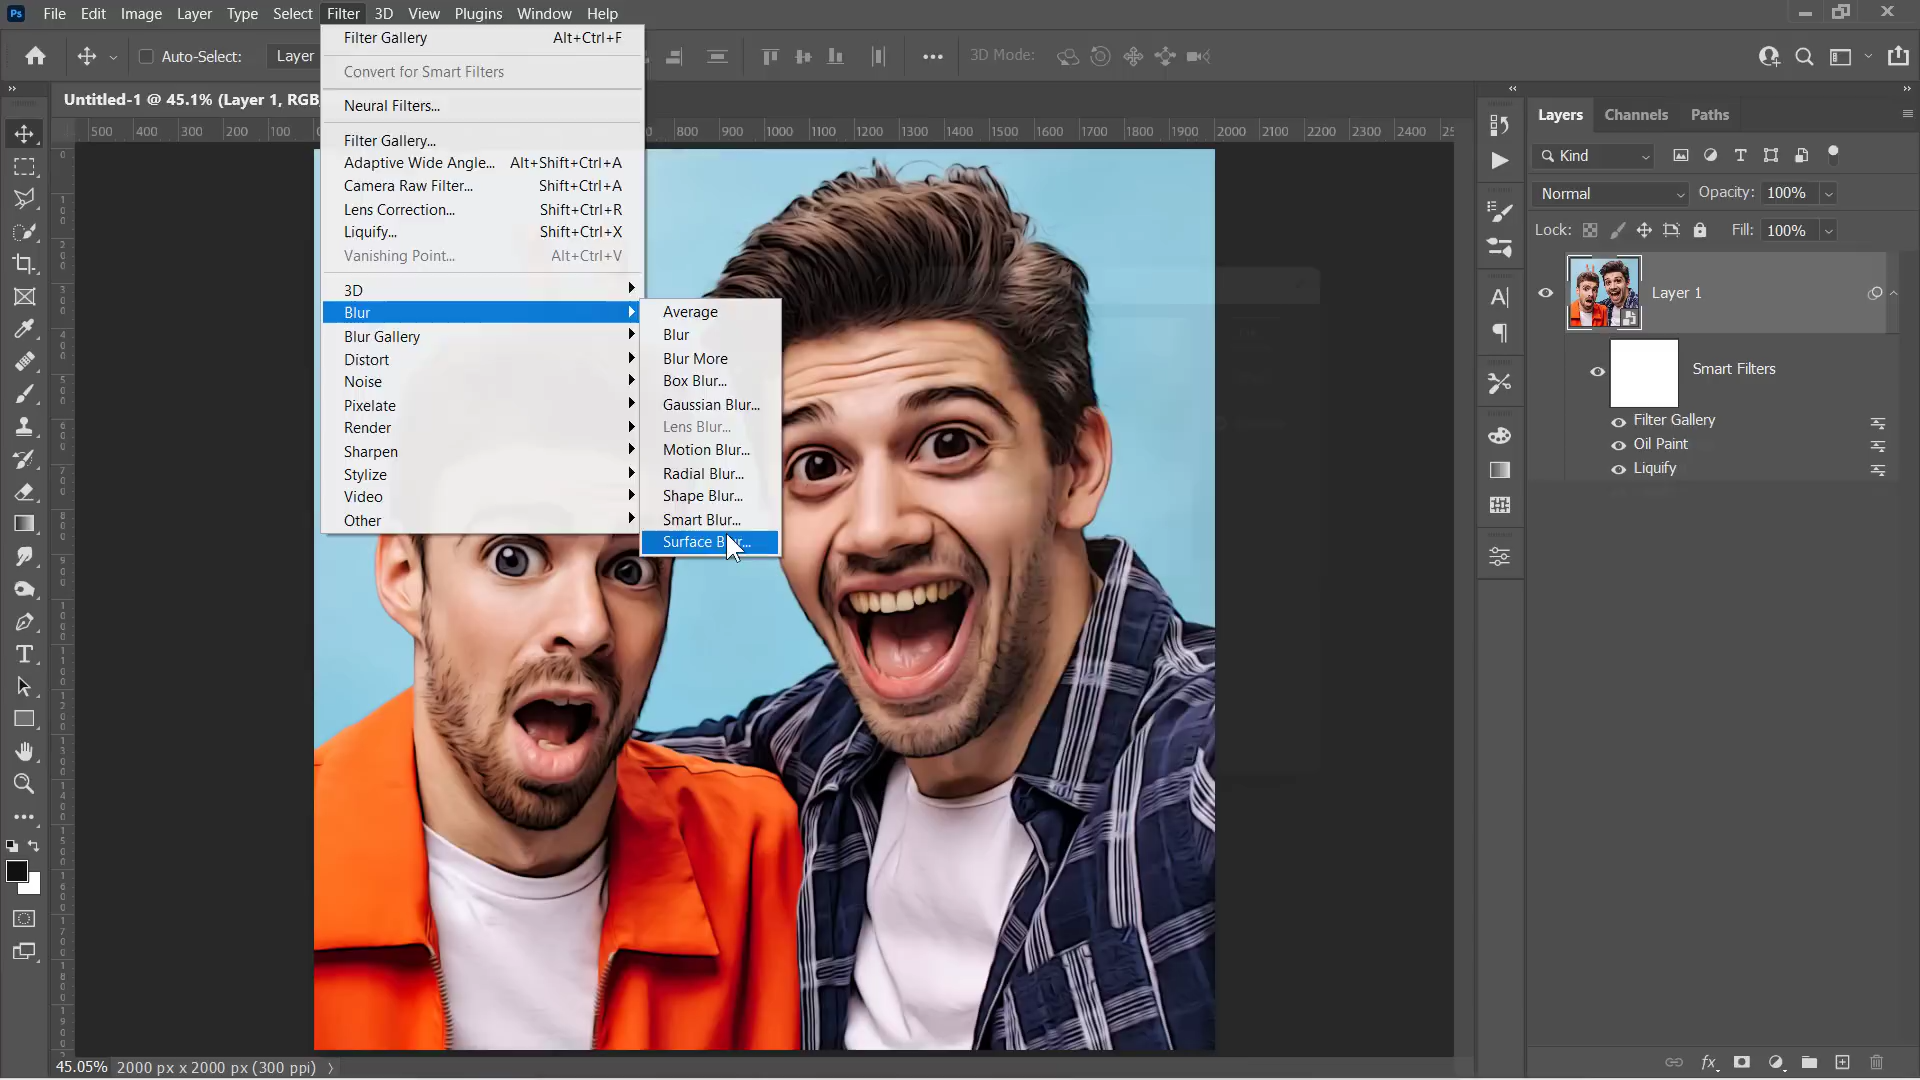 Ps File Edit Image Layer Type Select Filter 3D View Plugins Window Help
Auto-Select: Layer 3D Mode:
Untitled-1 @ 45.1% (Layer 1, RGB
500 400 300 200 100 800 900 1000 1100 1200 1300 1400 1500 1600 1700 1800 1900 2000 2100 2200 2300 2400
Filter Gallery Alt+Ctrl+F
Convert for Smart Filters
Neural Filters...
Filter Gallery...
Adaptive Wide Angle... Alt+Shift+Ctrl+A
Camera Raw Filter... Shift+Ctrl+A
Lens Correction... Shift+Ctrl+R
Liquify... Shift+Ctrl+X
Vanishing Point... Alt+Ctrl+V
3D
Blur
Blur Gallery
Distort
Noise
Pixelate
Render
Sharpen
Stylize
Video
Other
Average
Blur
Blur More
Box Blur...
Gaussian Blur...
Lens Blur...
Motion Blur...
Radial Blur...
Shape Blur...
Smart Blur...
Surface
Layers Channels Paths
Kind
Normal Opacity: 100%
Lock: Fill: 100%
Layer 1
Smart Filters
Filter Gallery
Oil Paint
Liquify
45.05% 2000 px x 2000 px (300 ppi)